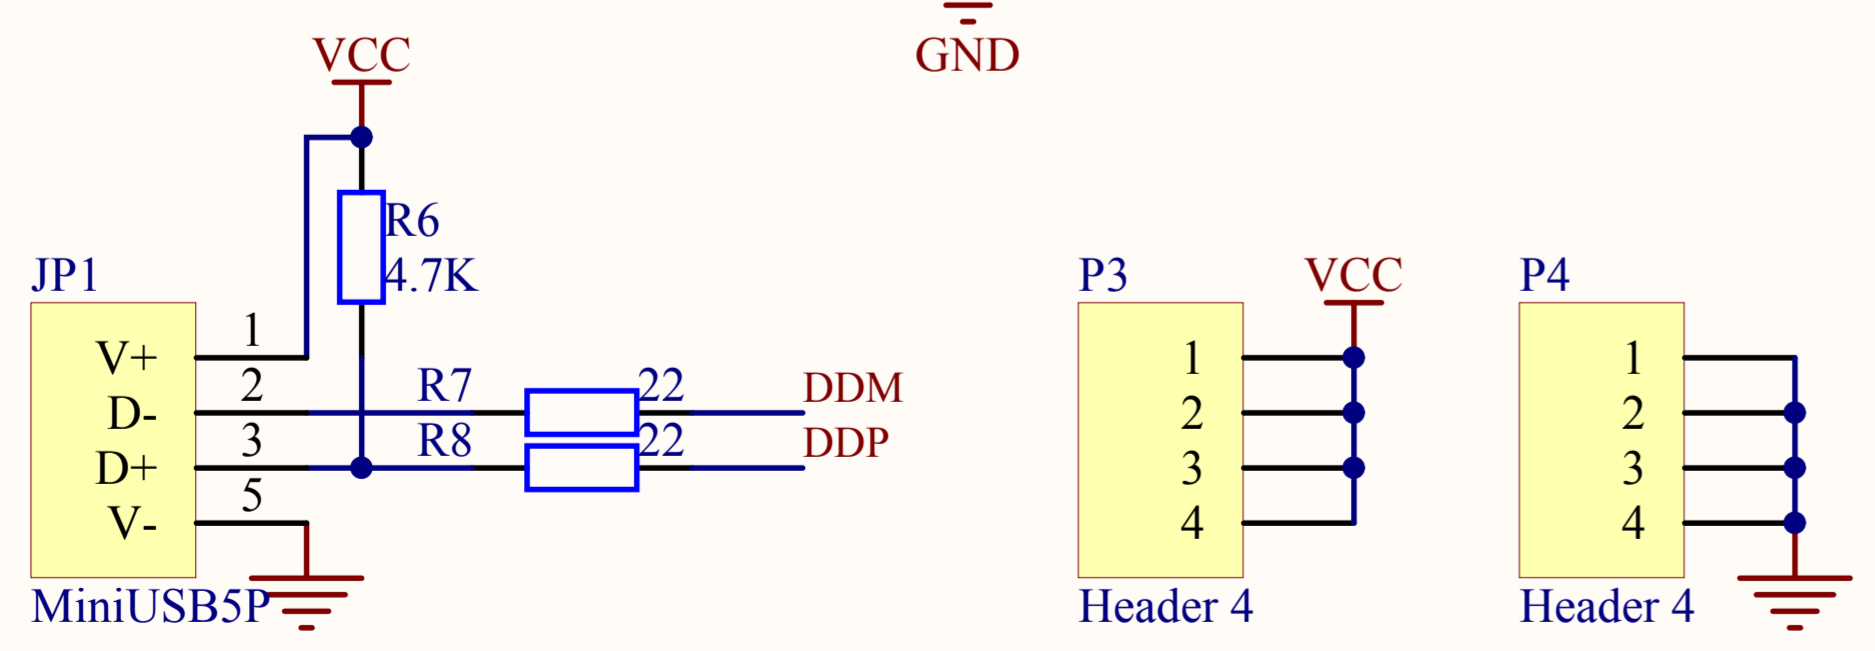 GND
VCC
R6
4.7K
JP1
V+ 1
D- 2
D+ 3
V- 5
MiniUSB5P
R7 22 DDM
R8 22 DDP
P3
VCC
1
2
3
4
Header 4
P4
1
2
3
4
Header 4